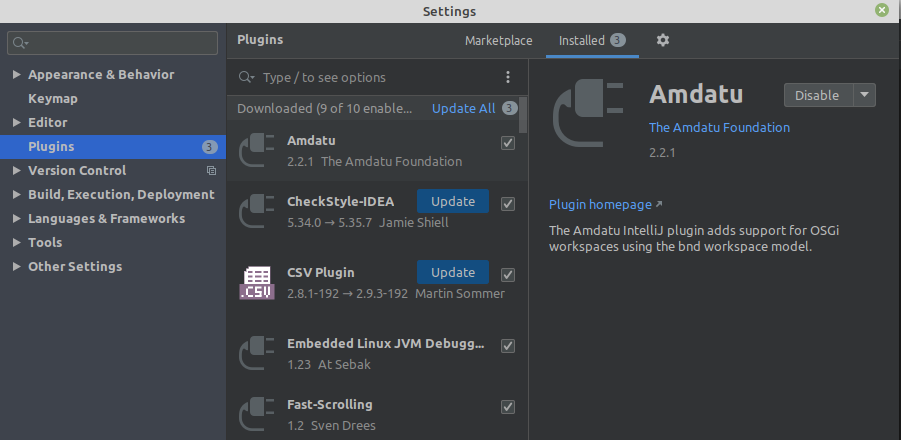 Settings
Appearance & Behavior
Keymap
Editor
Plugins 3
Version Control
Build, Execution, Deployment
Languages & Frameworks
Tools
Other Settings
Plugins Marketplace Installed 3
Type / to see options
Downloaded (9 of 10 enable... Update All 3
Amdatu
2.2.1 The Amdatu Foundation
CheckStyle-IDEA Update
5.34.0 → 5.35.7 Jamie Shiell
.CSV
CSV Plugin Update
2.8.1-192 → 2.9.3-192 Martin Sommer
Embedded Linux JVM Debugg...
1.23 At Sebak
Fast-Scrolling
1.2 Sven Drees
Amdatu Disable
The Amdatu Foundation
2.2.1
Plugin homepage ↗
The Amdatu IntelliJ plugin adds support for OSGi
workspaces using the bnd workspace model.